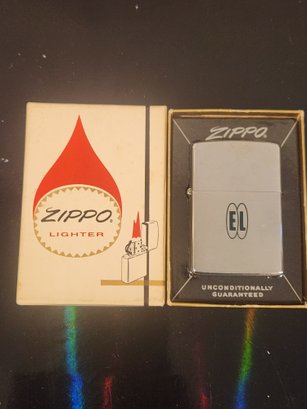 ZIPPO
LIGHTER
ZIPPO
EL
UNCONDITIONALLY
GUARANTEED